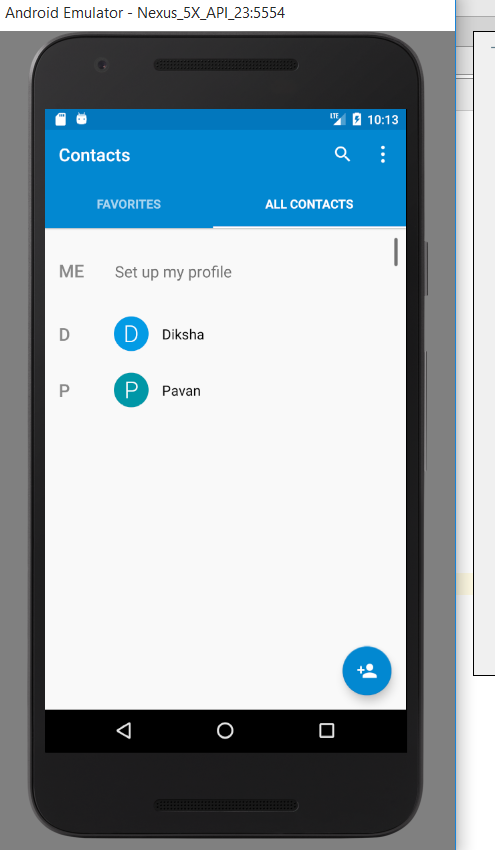 Android Emulator - Nexus_5X_API_23:5554
LTE 10:13
Contacts
FAVORITES ALL CONTACTS
ME Set up my profile
D D Diksha
P P Pavan